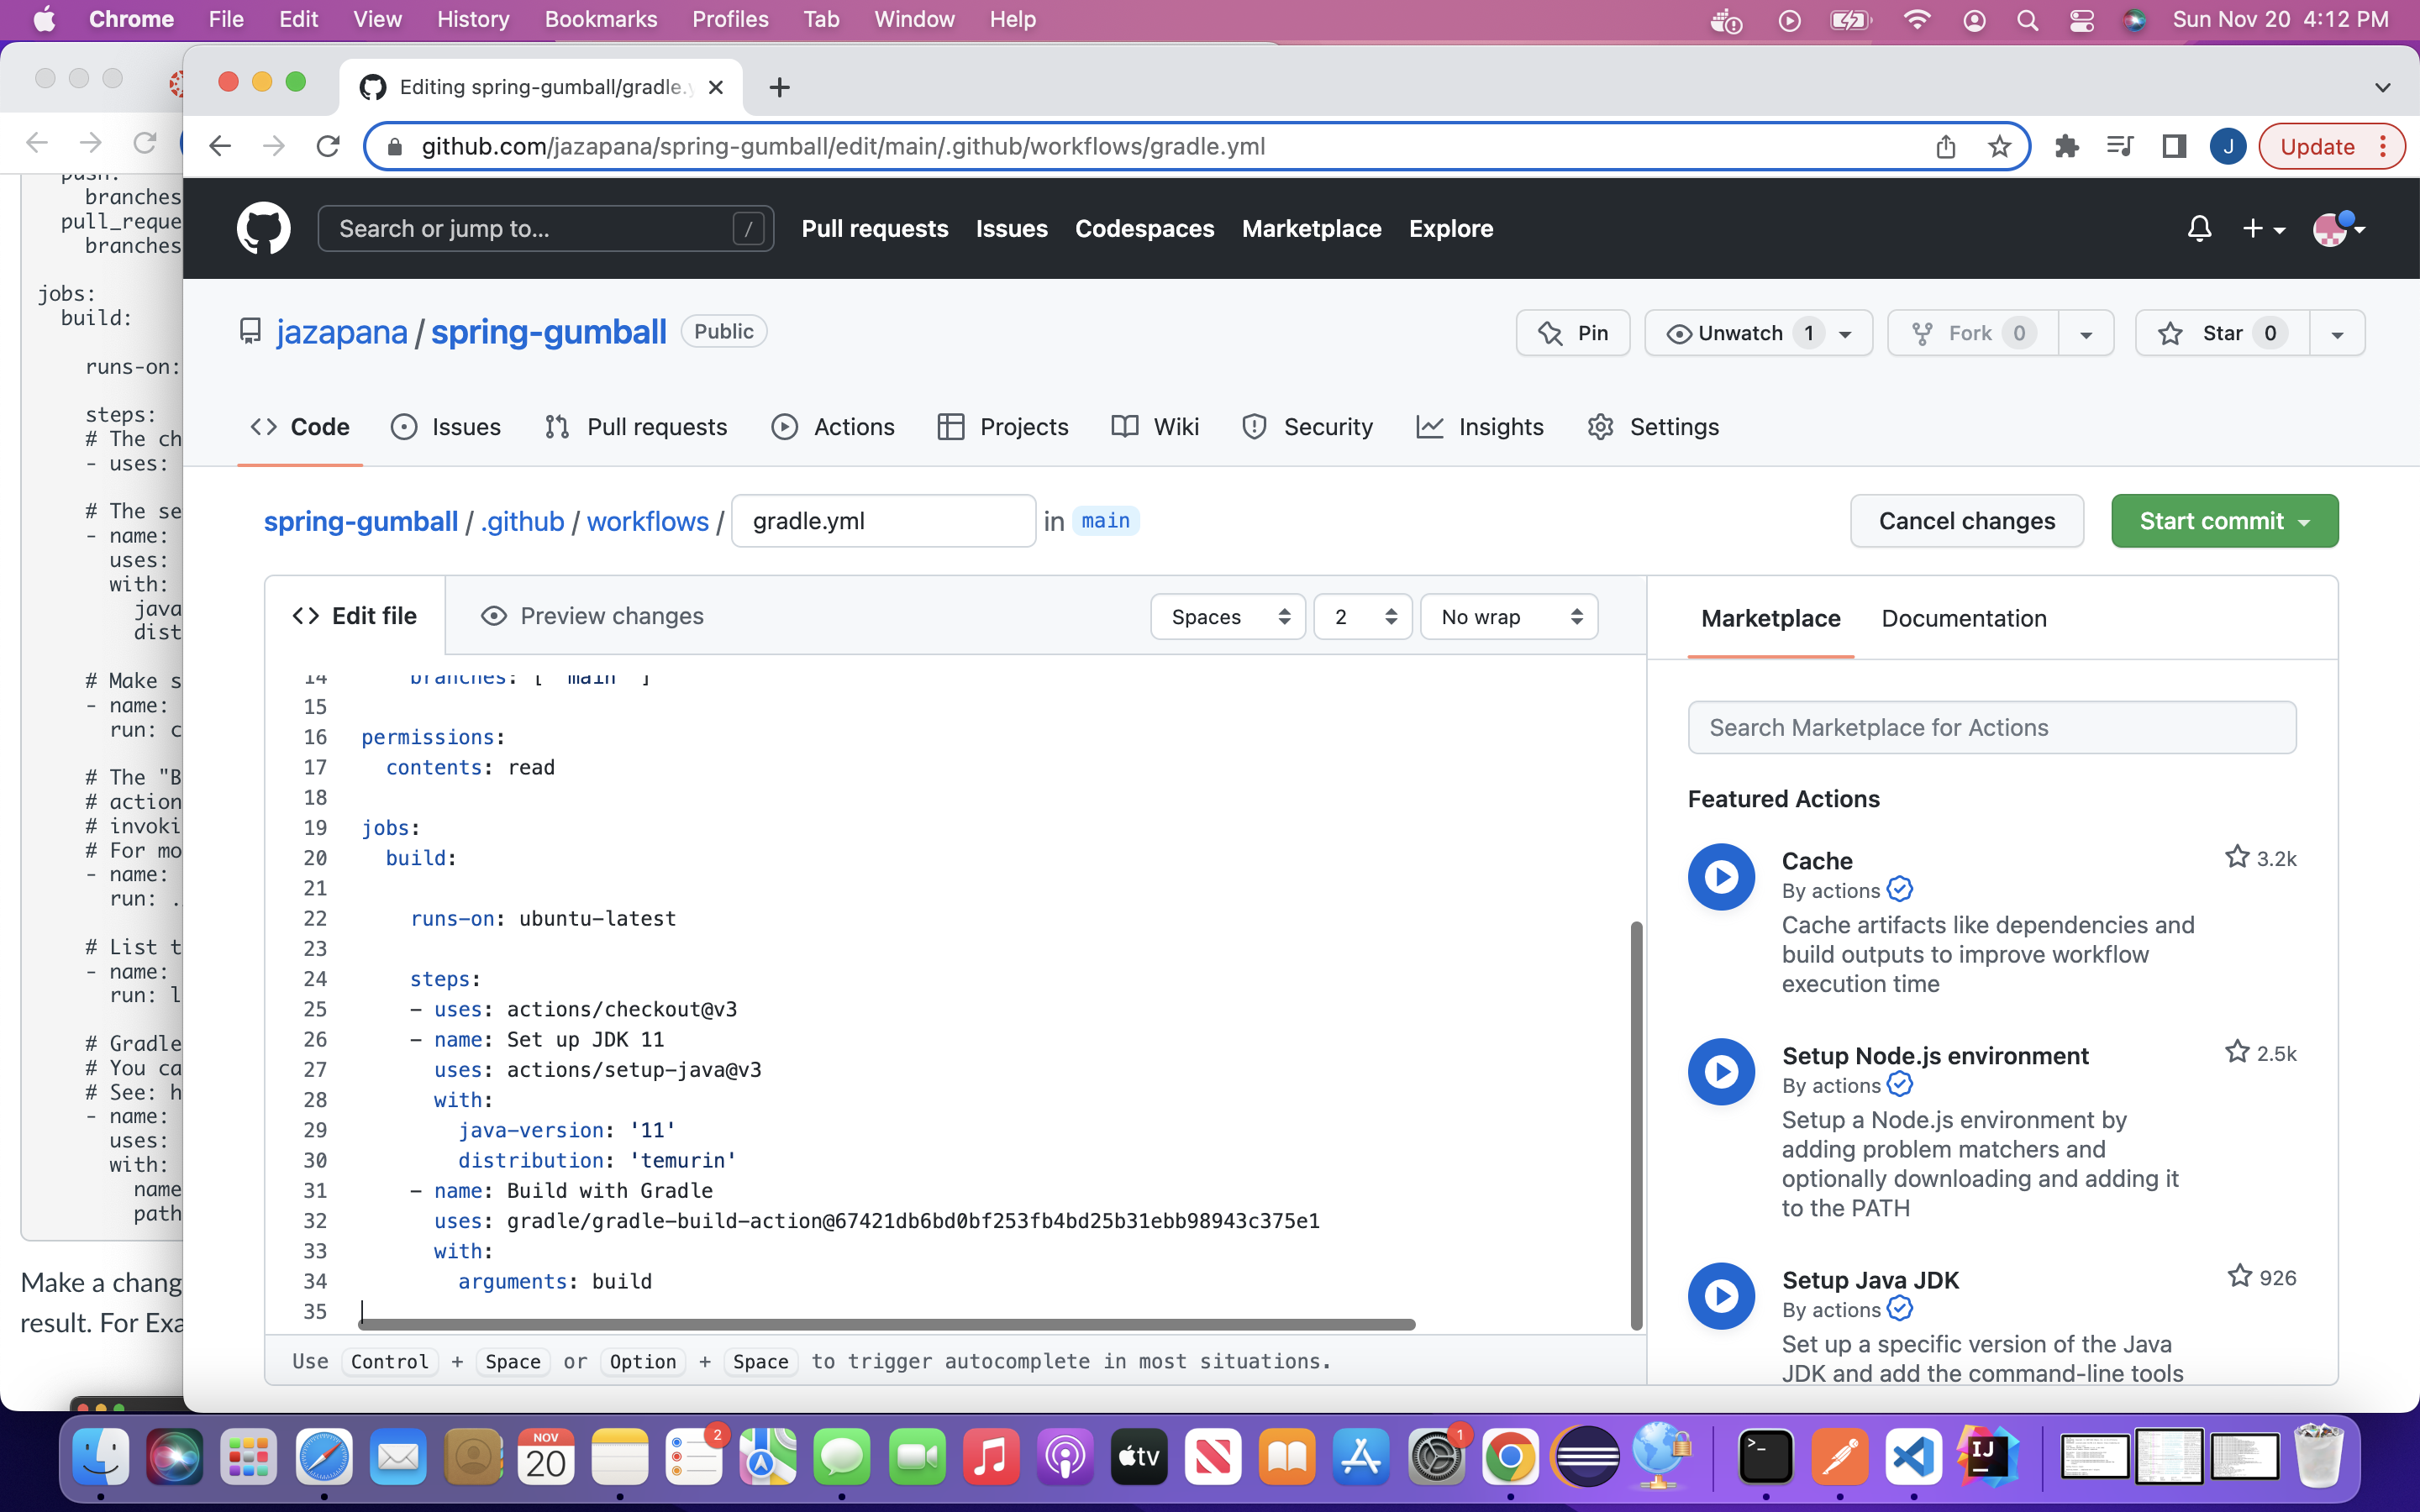 Chrome File Edit View History Bookmarks Profiles Tab Window Help Sun Nov 20 4:12 PM
Editing spring-gumball/gradle.y
github.com/jazapana/spring-gumball/edit/main/.github/workflows/gradle.yml J Update
push:
branches
pull_reque
branches
jobs:
build:
runs-on:
steps:
# The ch
- uses:
# The se
- name:
uses:
with:
java
dist
# Make s
- name:
run: c
# The "B
# action
# invoki
# For mo
- name:
run: .
# List t
- name:
run: l
# Gradle
# You ca
# See: h
- name:
uses:
with:
name
path
Make a chang
result. For Exa
Search or jump to... / Pull requests Issues Codespaces Marketplace Explore
jazapana / spring-gumball Public Pin Unwatch 1 Fork 0 Star 0
Code Issues Pull requests Actions Projects Wiki Security Insights Settings
spring-gumball / .github / workflows / gradle.yml in main Cancel changes Start commit
Edit file Preview changes Spaces 2 No wrap
14 branches: [ "main" ]
15
16 permissions:
17 contents: read
18
19 jobs:
20 build:
21
22 runs-on: ubuntu-latest
23
24 steps:
25 - uses: actions/checkout@v3
26 - name: Set up JDK 11
27 uses: actions/setup-java@v3
28 with:
29 java-version: '11'
30 distribution: 'temurin'
31 - name: Build with Gradle
32 uses: gradle/gradle-build-action@67421db6bd0bf253fb4bd25b31ebb98943c375e1
33 with:
34 arguments: build
35
Use Control + Space or Option + Space to trigger autocomplete in most situations.
Marketplace Documentation
Search Marketplace for Actions
Featured Actions
Cache 3.2k
By actions
Cache artifacts like dependencies and
build outputs to improve workflow
execution time
Setup Node.js environment 2.5k
By actions
Setup a Node.js environment by
adding problem matchers and
optionally downloading and adding it
to the PATH
Setup Java JDK 926
By actions
Set up a specific version of the Java
JDK and add the command-line tools
NOV
20
2
tv
1
IJ